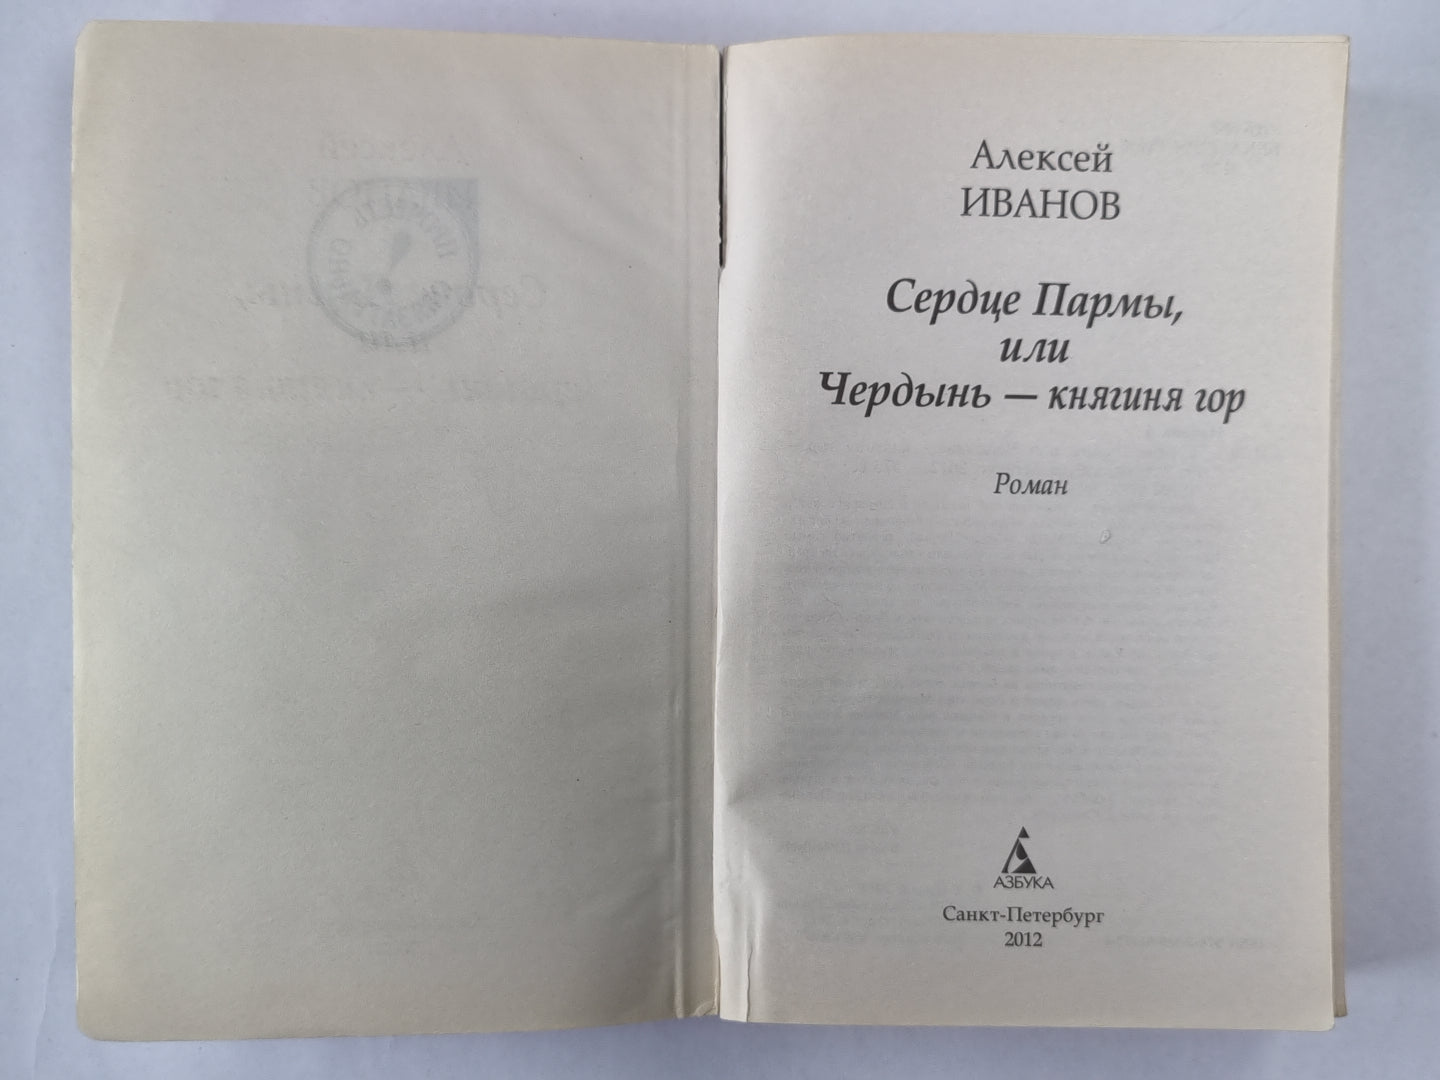 Алексей
ИВАНОВ
Сердце Пармы,
или
Чердынь — княгиня гор
Роман
АЗБУКА
Санкт-Петербург
2012